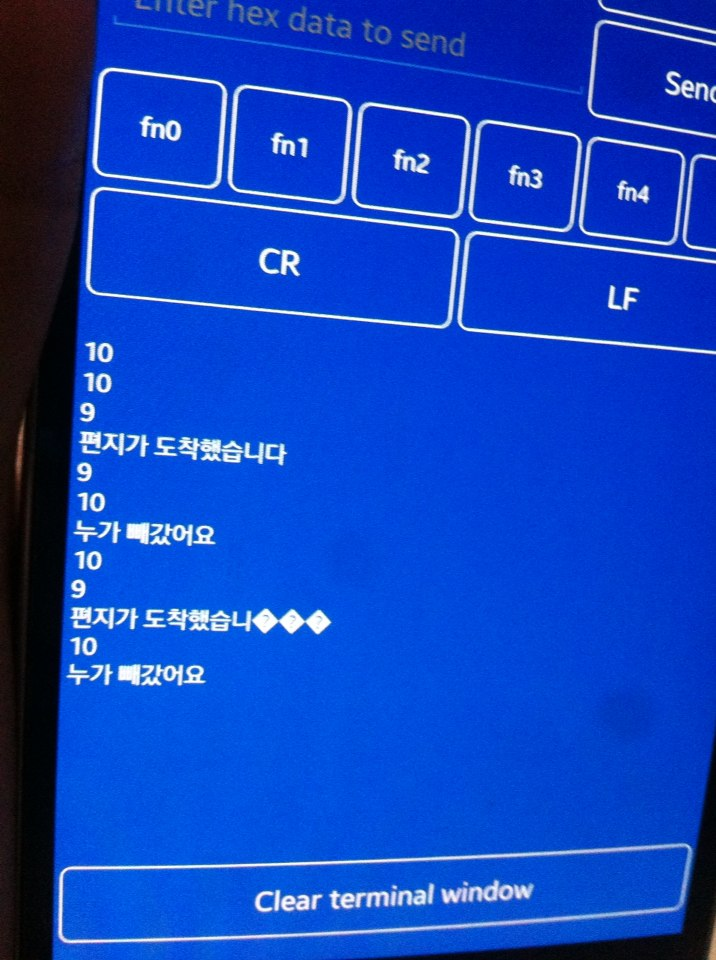 Enter hex data to send
Send
fn0 fn1 fn2 fn3 fn4
CR LF
10
10
9
편지가 도착했습니다
9
10
누가 빼갔어요
10
9
편지가 도착했습니���
10
누가 빼갔어요
Clear terminal window